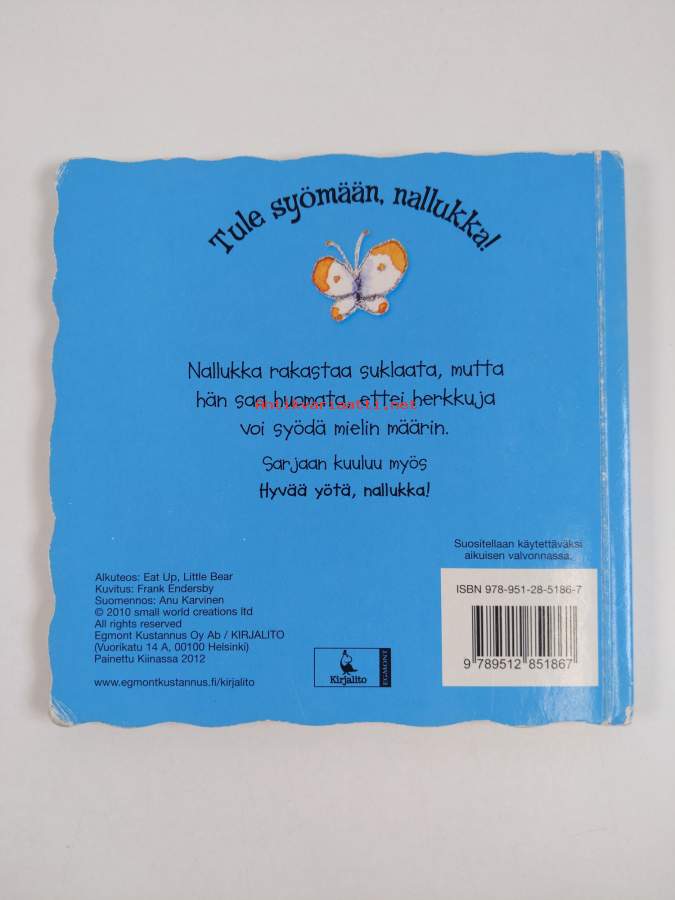 Tule syömään, nallukka!
Nallukka rakastaa suklaata, mutta
hän saa huomata, ettei herkkuja
Antikvariaatti.net
voi syödä mielin määrin.
Sarjaan kuuluu myös
Hyvää yötä, nallukka!
Suositellaan käytettäväksi
aikuisen valvonnassa.
Alkuteos: Eat Up, Little Bear
Kuvitus: Frank Endersby
Suomennos: Anu Karvinen
© 2010 small world creations ltd
All rights reserved
Egmont Kustannus Oy Ab / KIRJALITO
(Vuorikatu 14 A, 00100 Helsinki)
Painettu Kiinassa 2012
www.egmontkustannus.fi/kirjalito
Kirjalito
EGMONT
ISBN 978-951-28-5186-7
9 789512 851867